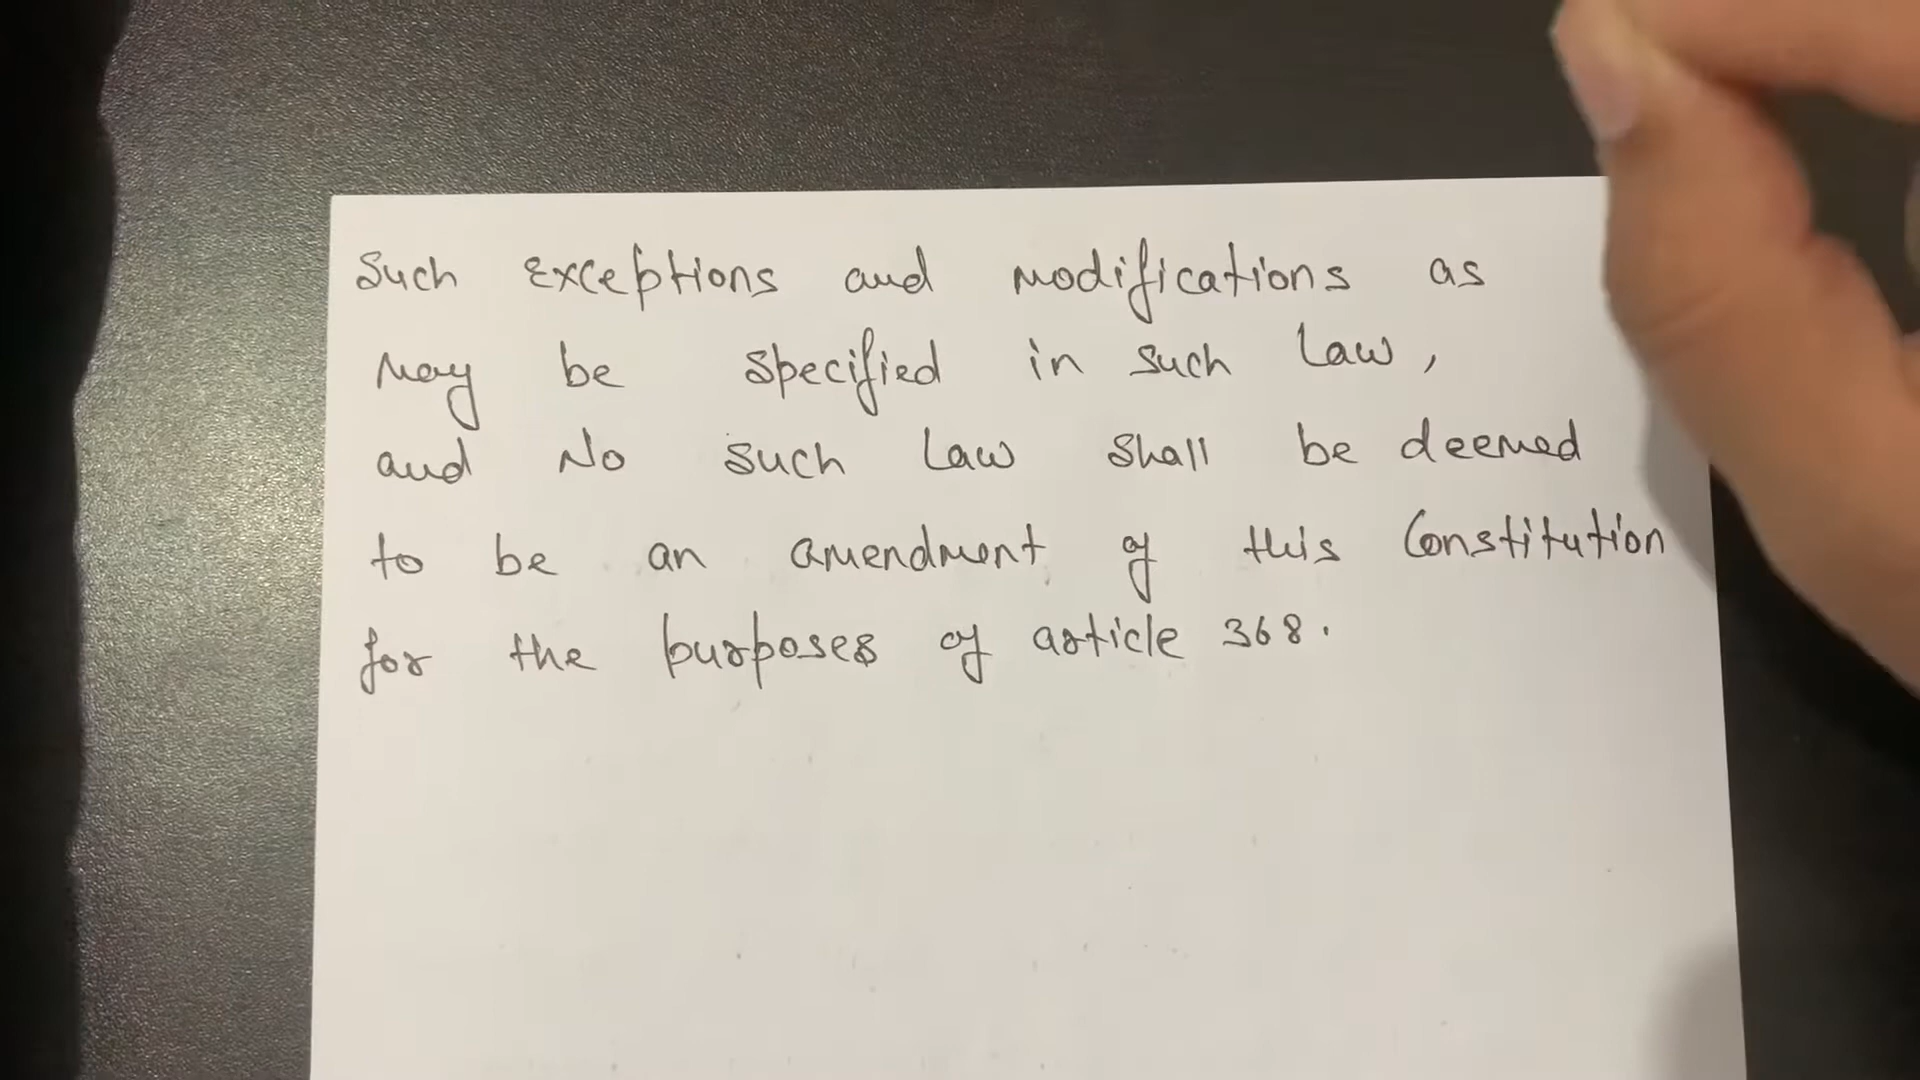 Such exceptions and modifications as
may be specified in such law,
and No such law shall be deemed
to be an amendment of this Constitution
for the purposes of article 368.